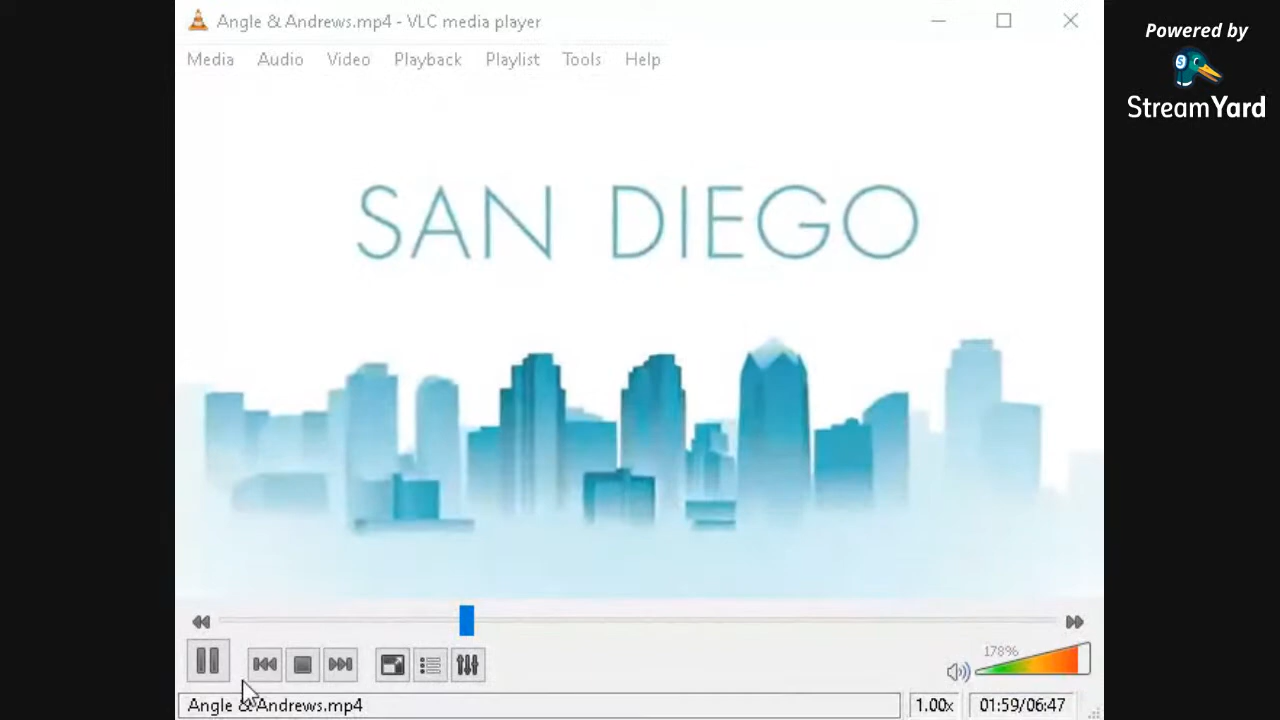 Angle & Andrews.mp4 - VLC media player
Powered by
StreamYard
Media Audio Video Playback Playlist Tools Help
SAN DIEGO
178%
Angle & Andrews.mp4 1.00x 01:59/06:47